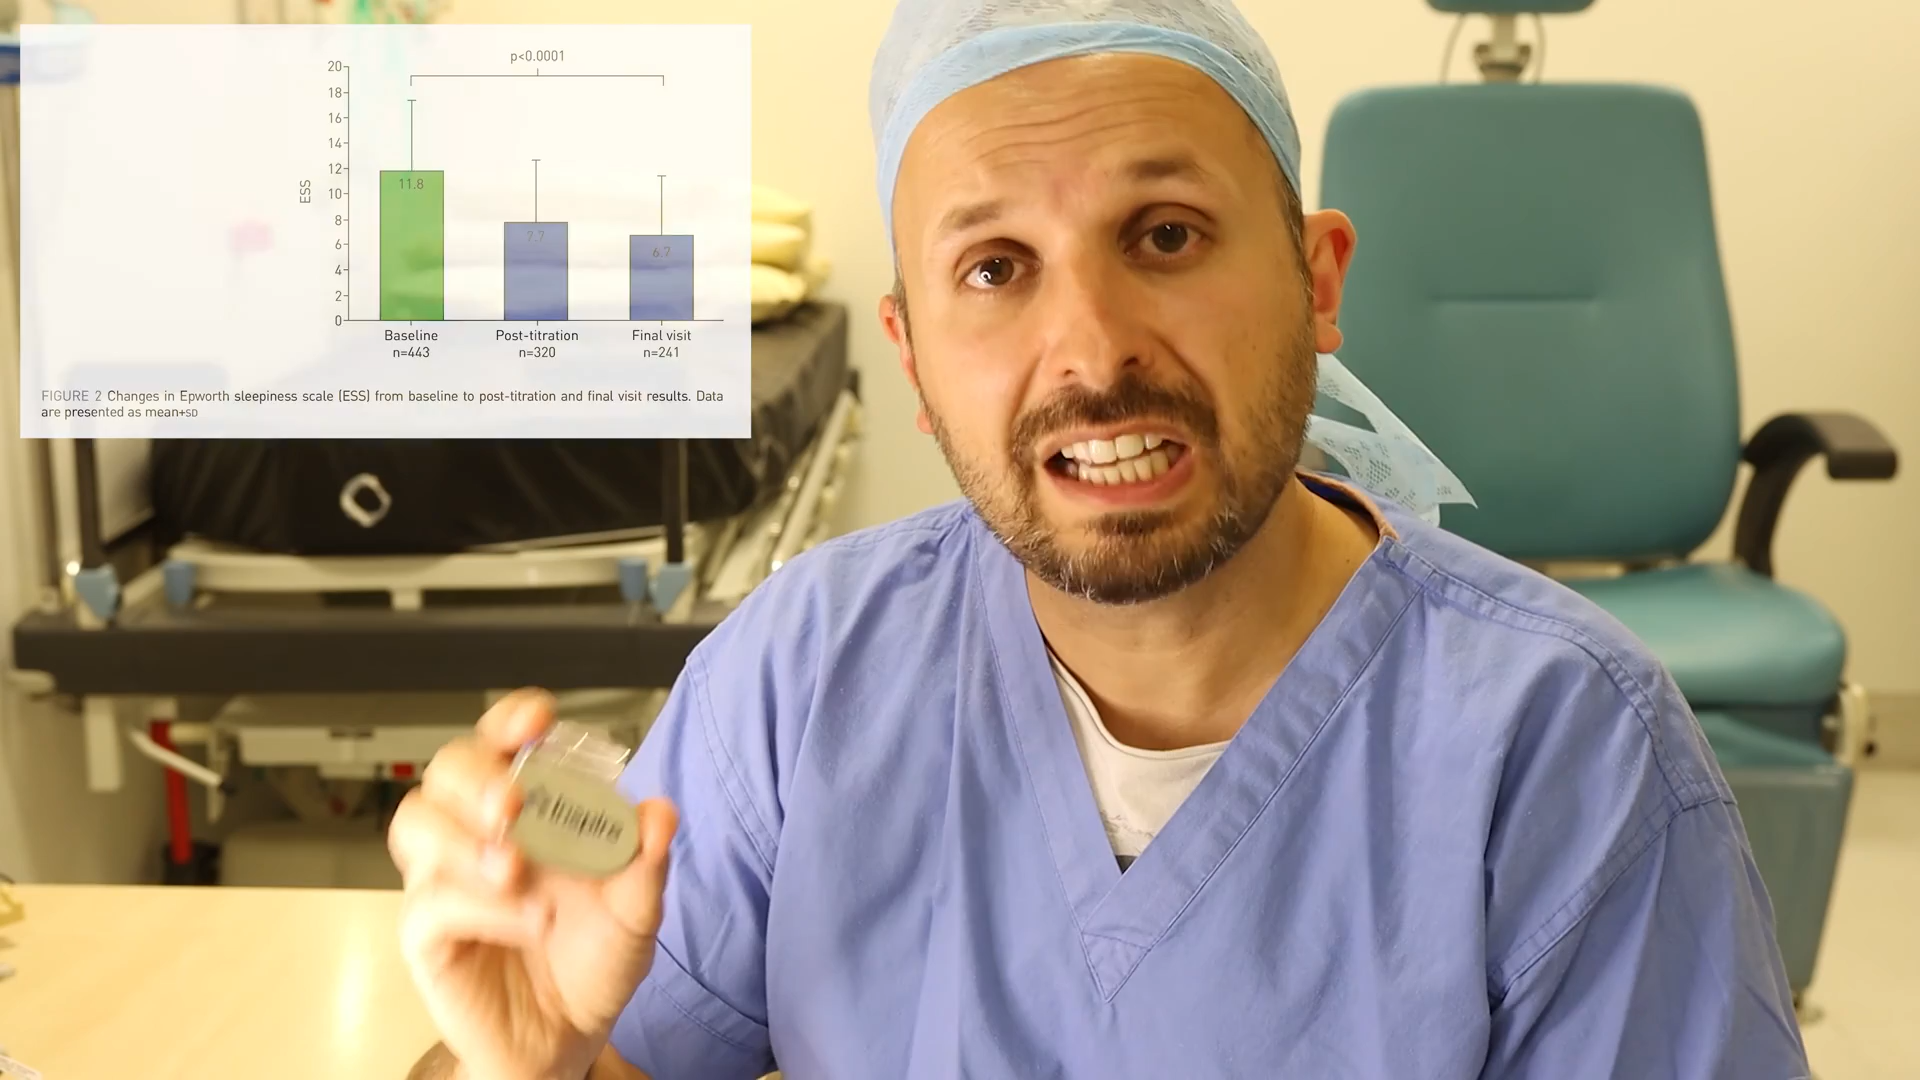 p<0.0001
20
18
16
14
12
10
8
6
4
2
0
ESS
11.8
7.7
6.7
Baseline
n=443
Post-titration
n=320
Final visit
n=241
FIGURE 2 Changes in Epworth sleepiness scale (ESS) from baseline to post-titration and final visit results. Data
are presented as mean+SD
Inspire